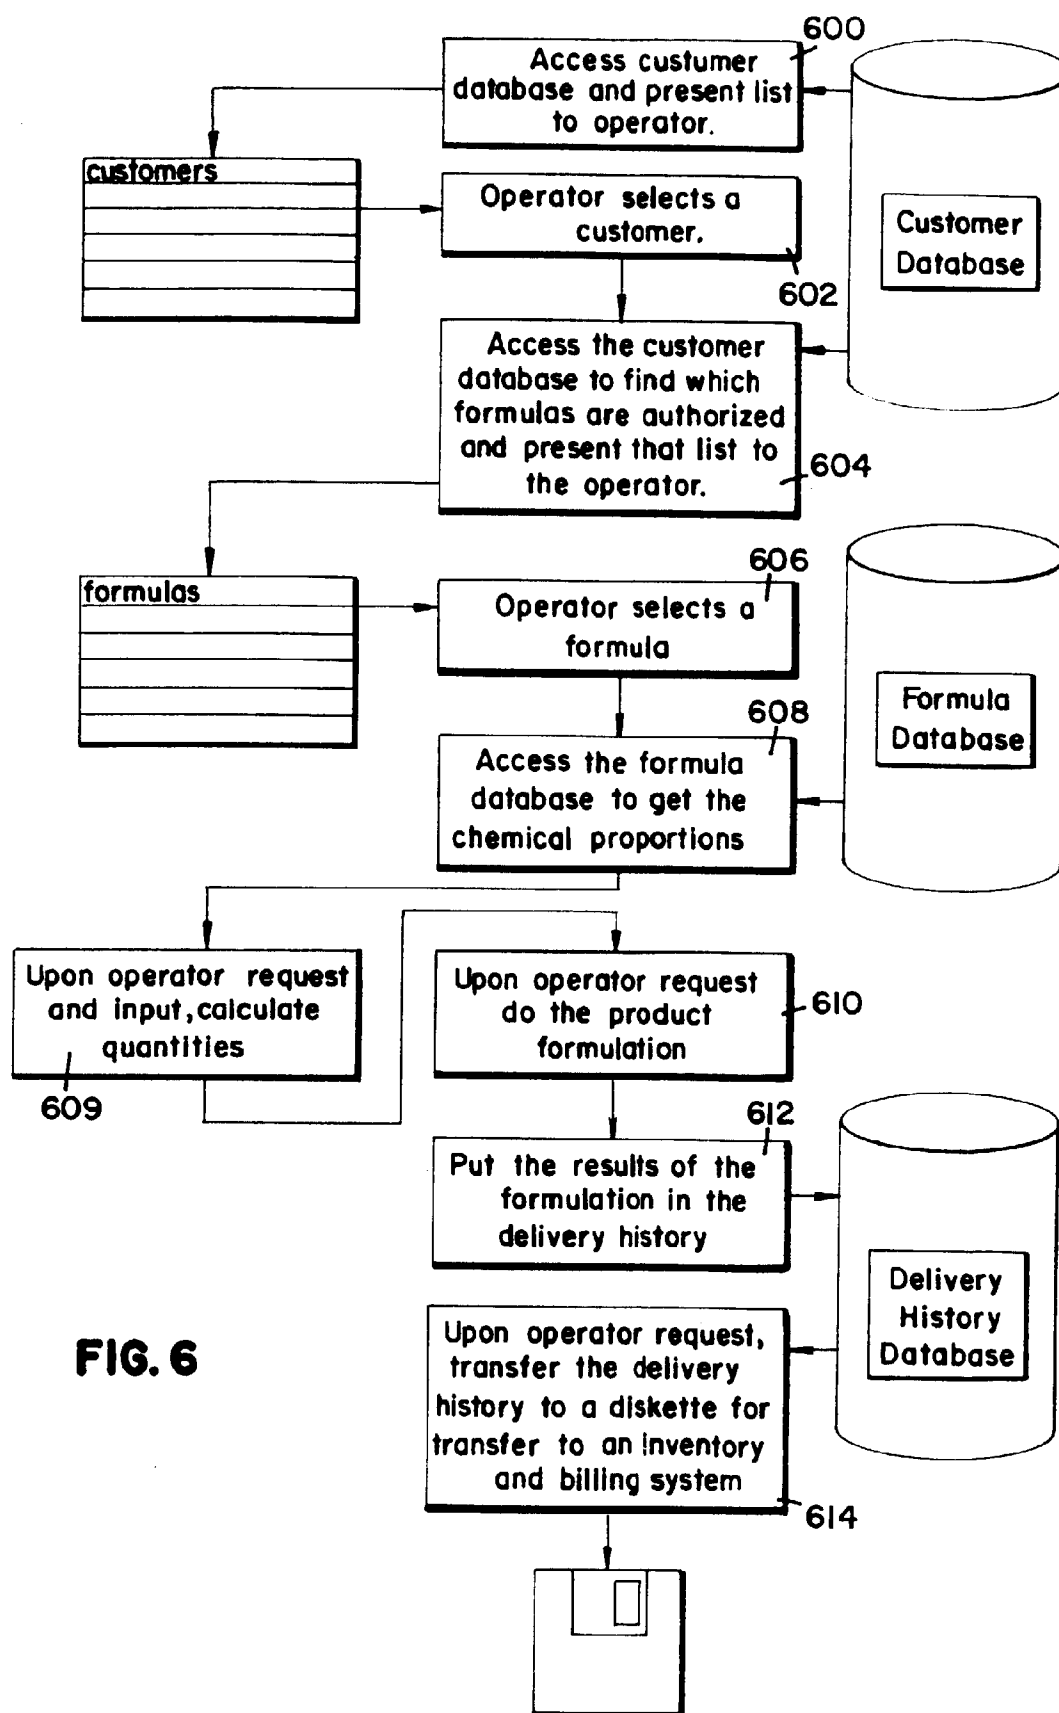 600
Access custumer
database and present list
to operator.
customers
Operator selects a
customer.
602
Customer
Database
Access the customer
database to find which
formulas are authorized
and present that list to
the operator.
604
formulas
606
Operator selects a
formula
608
Formula
Database
Access the formula
database to get the
chemical proportions
Upon operator request
and input, calculate
quantities
609
Upon operator request
do the product
formulation
610
612
Put the results of the
formulation in the
delivery history
Delivery
History
Database
Upon operator request,
transfer the delivery
history to a diskette for
transfer to an inventory
and billing system
614
FIG. 6